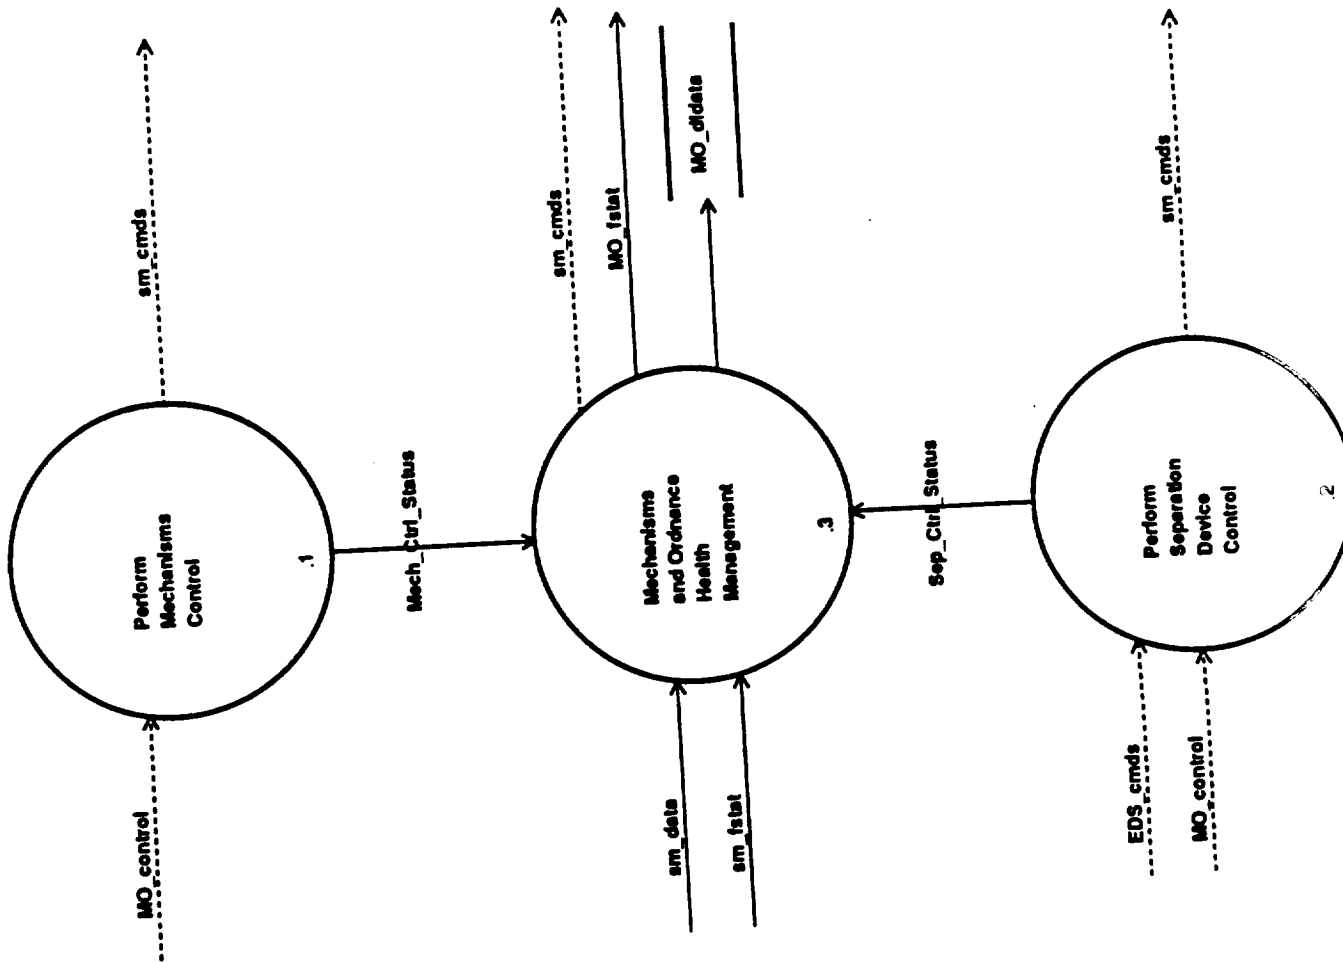 sm_cmds
MO_control
Perform
Mechanisms
Control
.1
Mech_Ctrl_Status
sm_cmds
MO_fstat
MO_dldata
sm_data
sm_fstat
Mechanisms
and Ordnance
Health
Management
.3
Sep_Ctrl_Status
EDS_cmds
MO_control
Perform
Separation
Device
Control
.2
sm_cmds